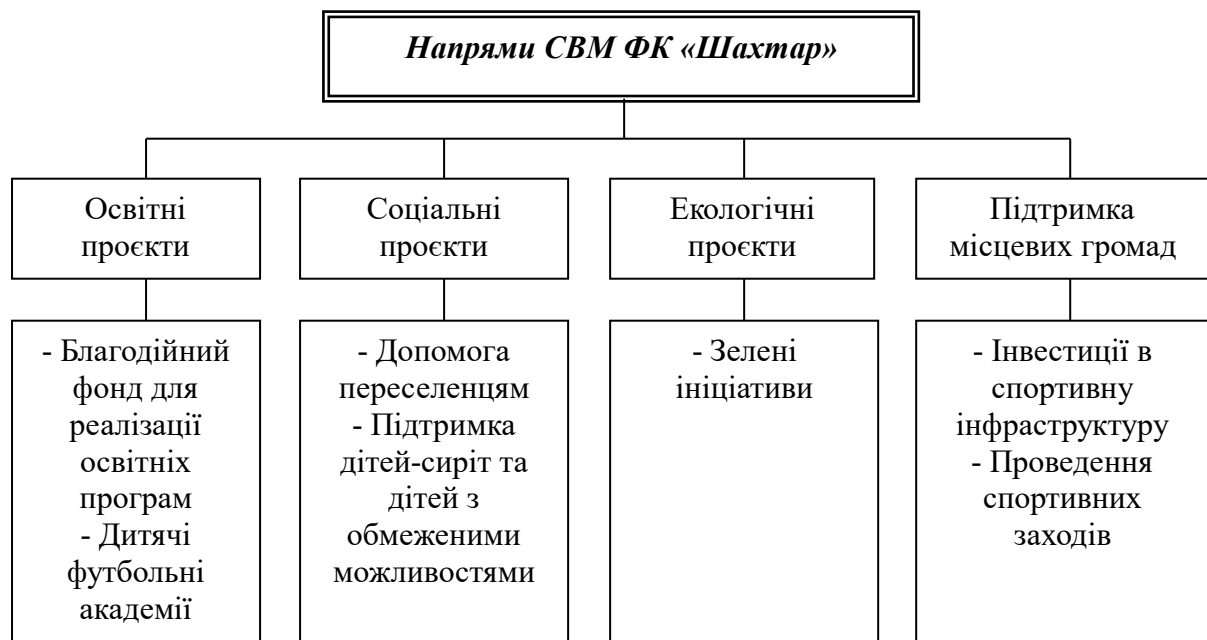 Напрями СВМ ФК «Шахтар»
Освітні
проєкти
Соціальні
проєкти
Екологічні
проєкти
Підтримка
місцевих громад
- Благодійний
фонд для
реалізації
освітніх
програм
- Дитячі
футбольні
академії
- Допомога
переселенцям
- Підтримка
дітей-сиріт та
дітей з
обмеженими
можливостями
- Зелені
ініціативи
- Інвестиції в
спортивну
інфраструктуру
- Проведення
спортивних
заходів